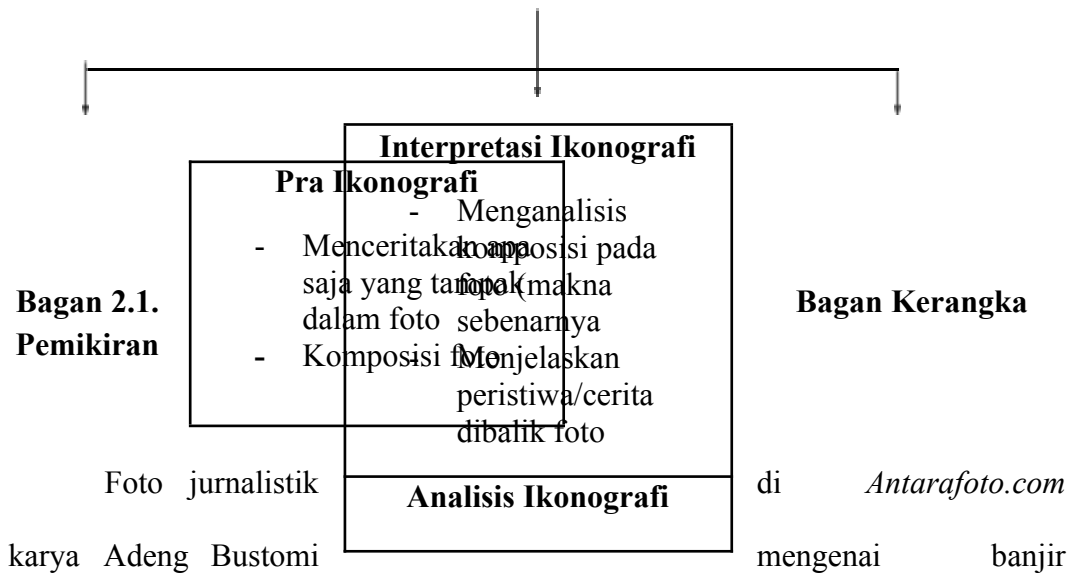 Interpretasi Ikonografi
- Menganalisis
komposisi pada
foto (makna
sebenarnya
- Menjelaskan
peristiwa/cerita
dibalik foto
Pra Ikonografi
- Menceritakan apa
saja yang tampak
dalam foto
- Komposisi foto
Bagan 2.1. Bagan Kerangka
Pemikiran
Analisis Ikonografi
Foto jurnalistik di Antarafoto.com
karya Adeng Bustomi mengenai banjir